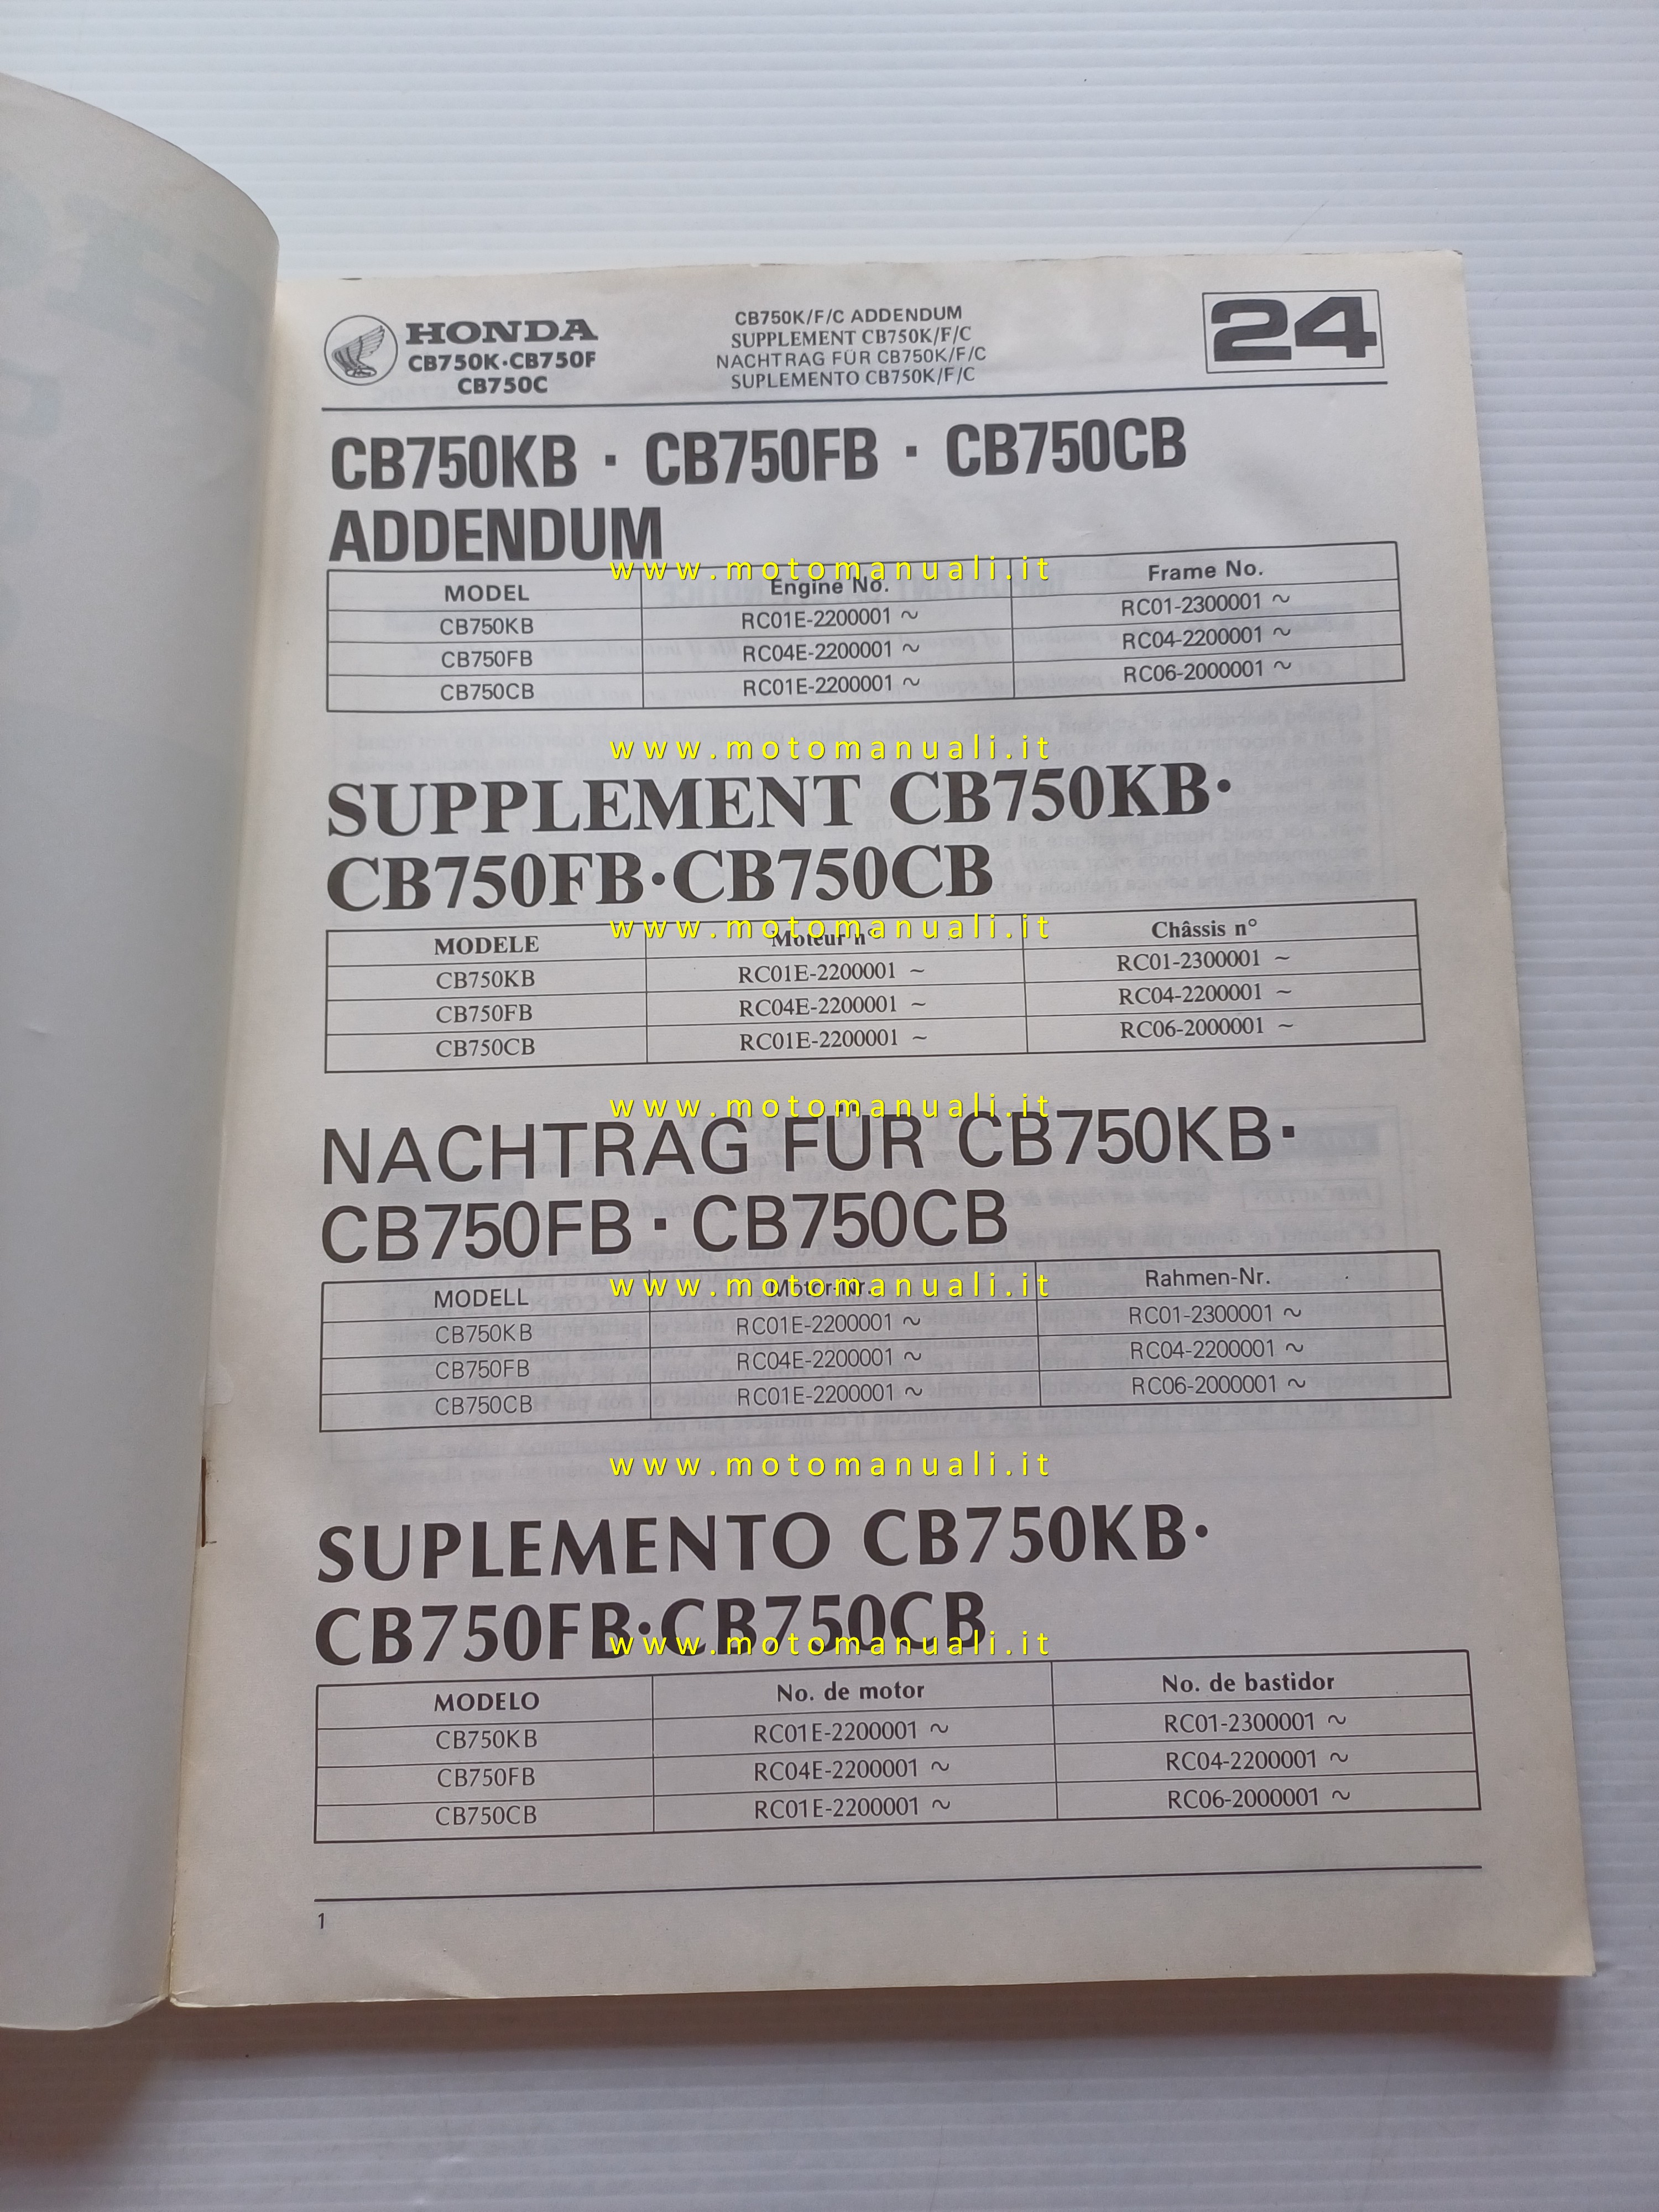 HONDA
CB750K·CB750F
CB750C
CB750K/F/C ADDENDUM
SUPPLEMENT CB750K/F/C
NACHTRAG FÜR CB750K/F/C
SUPLEMENTO CB750K/F/C
24
CB750KB · CB750FB · CB750CB
ADDENDUM
www.motomanuali.it
MODEL Engine No. Frame No.
CB750KB RC01E-2200001 ~ RC01-2300001 ~
CB750FB RC04E-2200001 ~ RC04-2200001 ~
CB750CB RC01E-2200001 ~ RC06-2000001 ~
www.motomanuali.it
SUPPLEMENT CB750KB·
CB750FB·CB750CB
www.motomanuali.it
MODELE Moteur n° Châssis n°
CB750KB RC01E-2200001 ~ RC01-2300001 ~
CB750FB RC04E-2200001 ~ RC04-2200001 ~
CB750CB RC01E-2200001 ~ RC06-2000001 ~
www.motomanuali.it
NACHTRAG FÜR CB750KB·
CB750FB · CB750CB
www.motomanuali.it
MODELL Motor-Nr. Rahmen-Nr.
CB750KB RC01E-2200001 ~ RC01-2300001 ~
CB750FB RC04E-2200001 ~ RC04-2200001 ~
CB750CB RC01E-2200001 ~ RC06-2000001 ~
www.motomanuali.it
SUPLEMENTO CB750KB·
CB750FB·CB750CB
www.motomanuali.it
MODELO No. de motor No. de bastidor
CB750KB RC01E-2200001 ~ RC01-2300001 ~
CB750FB RC04E-2200001 ~ RC04-2200001 ~
CB750CB RC01E-2200001 ~ RC06-2000001 ~
1